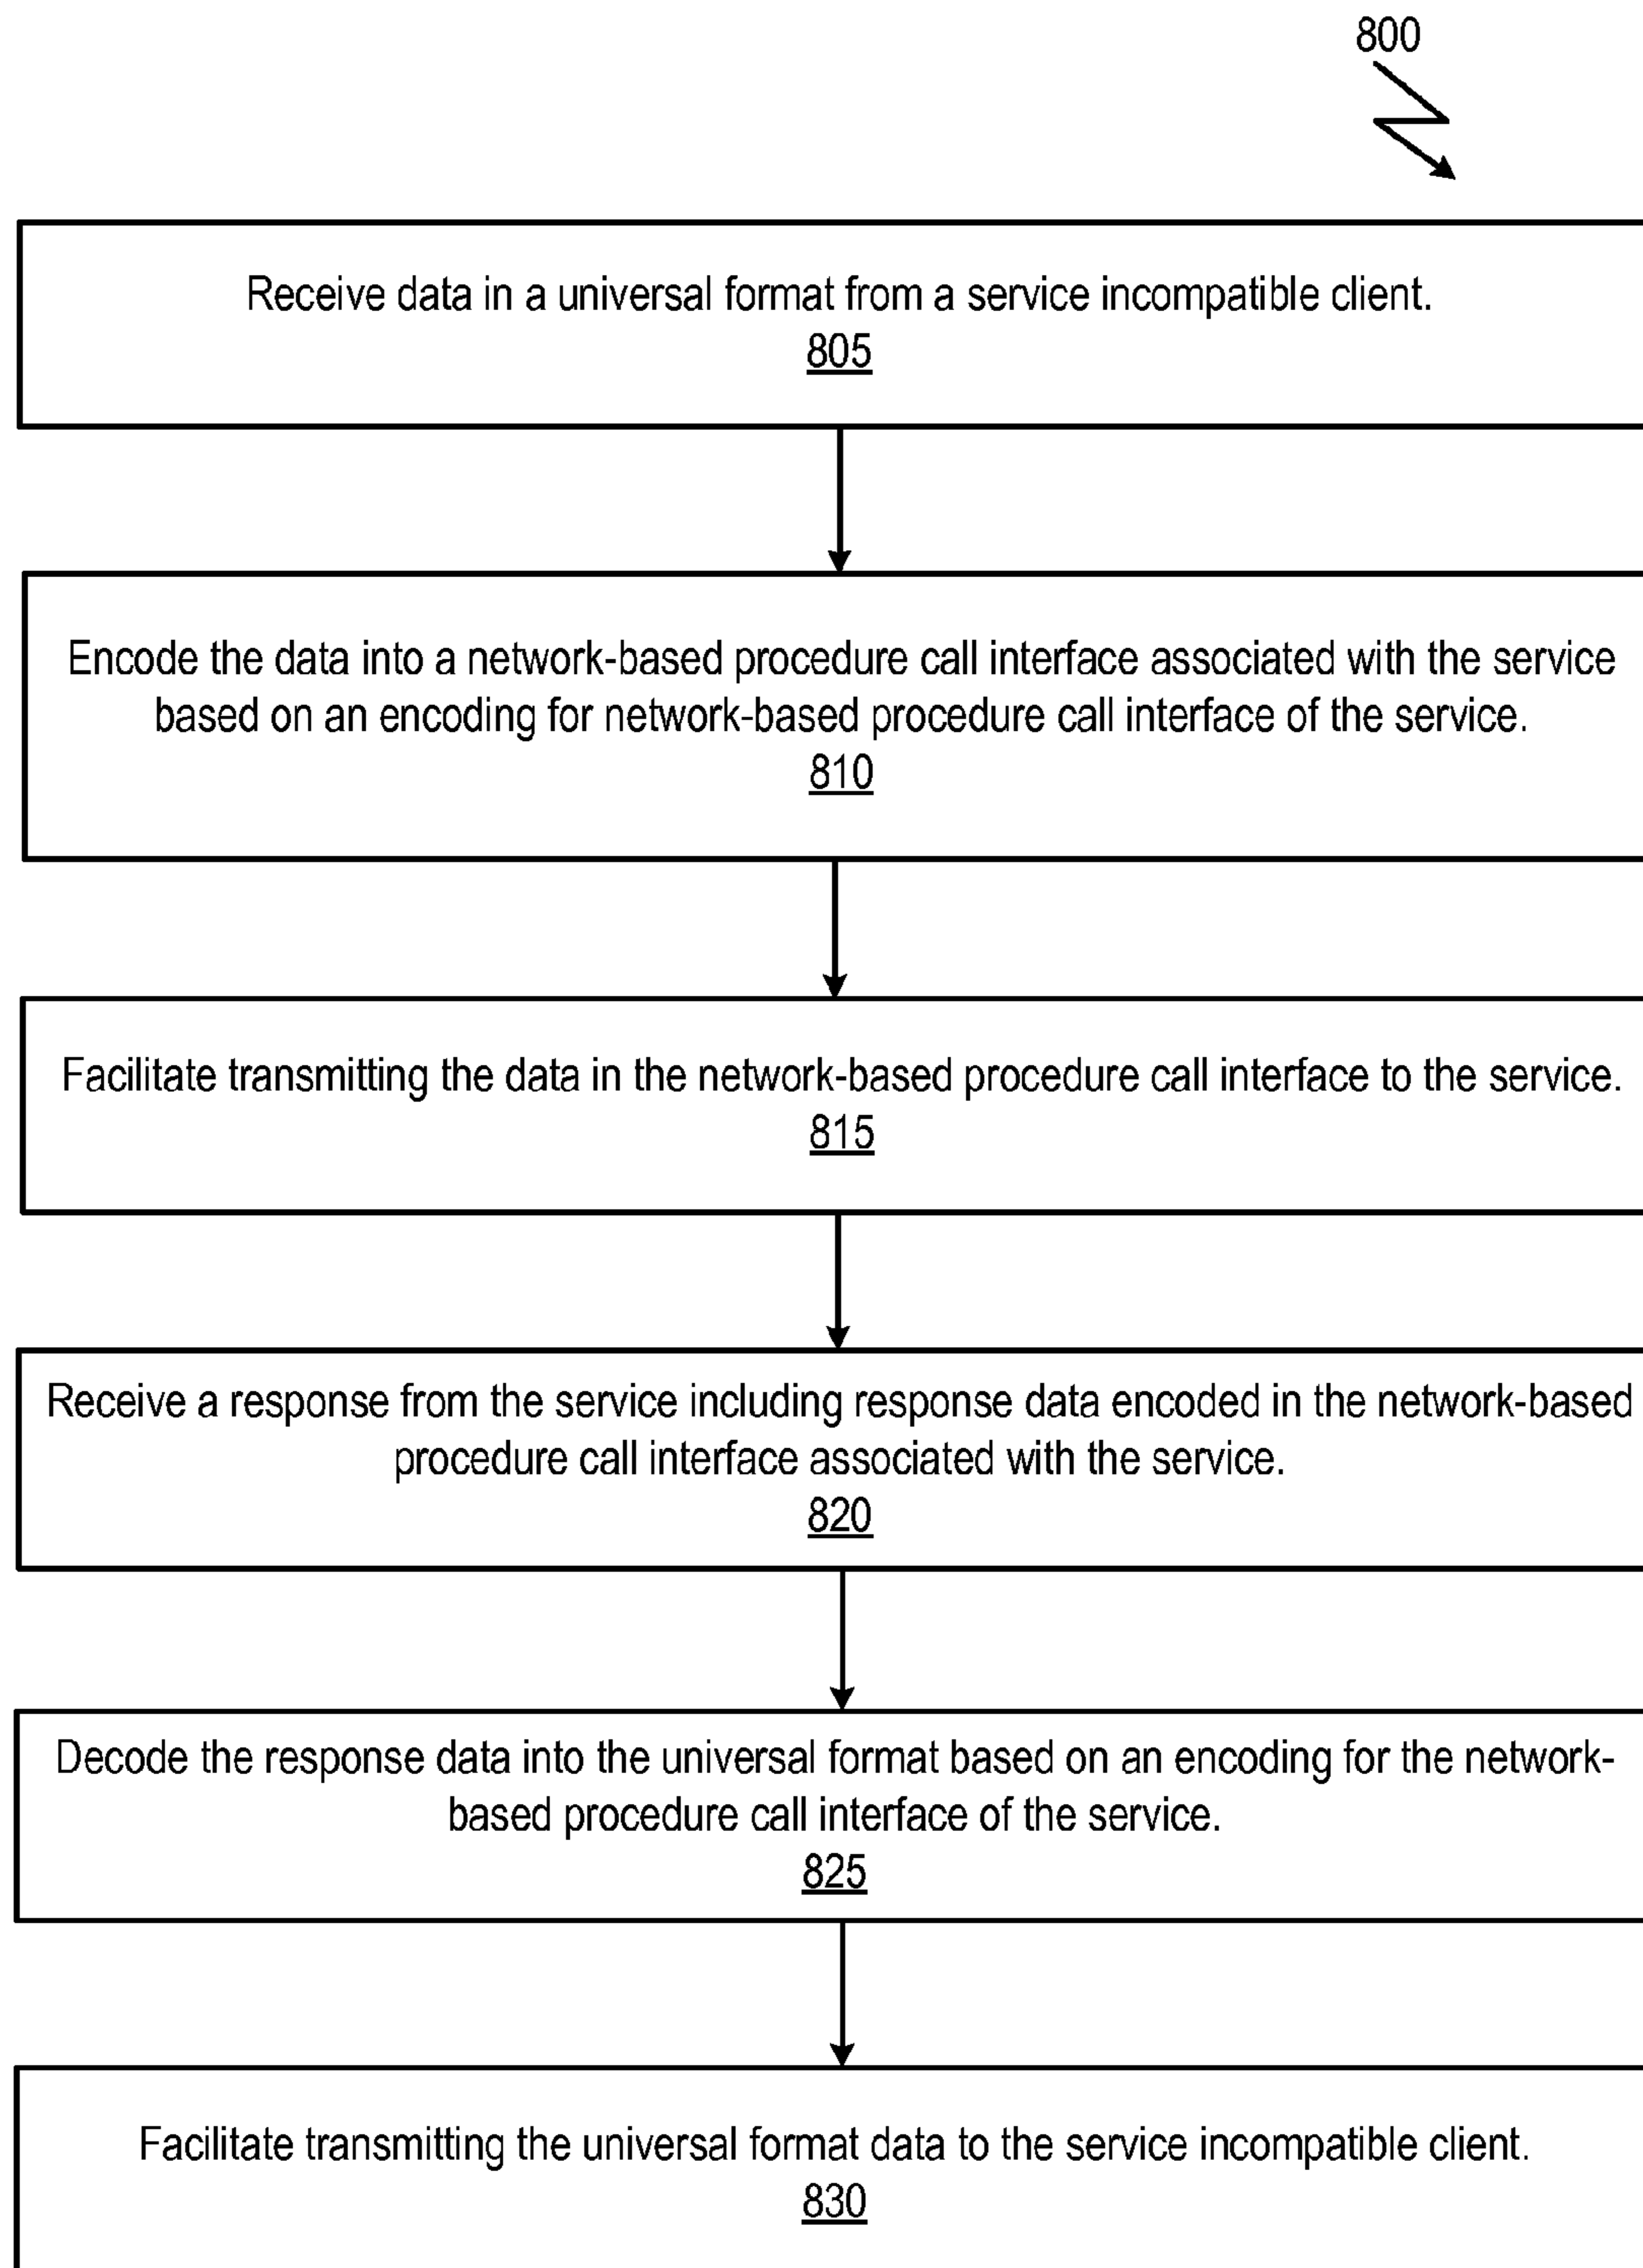 800
Receive data in a universal format from a service incompatible client.
805
Encode the data into a network-based procedure call interface associated with the service
based on an encoding for network-based procedure call interface of the service.
810
Facilitate transmitting the data in the network-based procedure call interface to the service.
815
Receive a response from the service including response data encoded in the network-based
procedure call interface associated with the service.
820
Decode the response data into the universal format based on an encoding for the network-
based procedure call interface of the service.
825
Facilitate transmitting the universal format data to the service incompatible client.
830